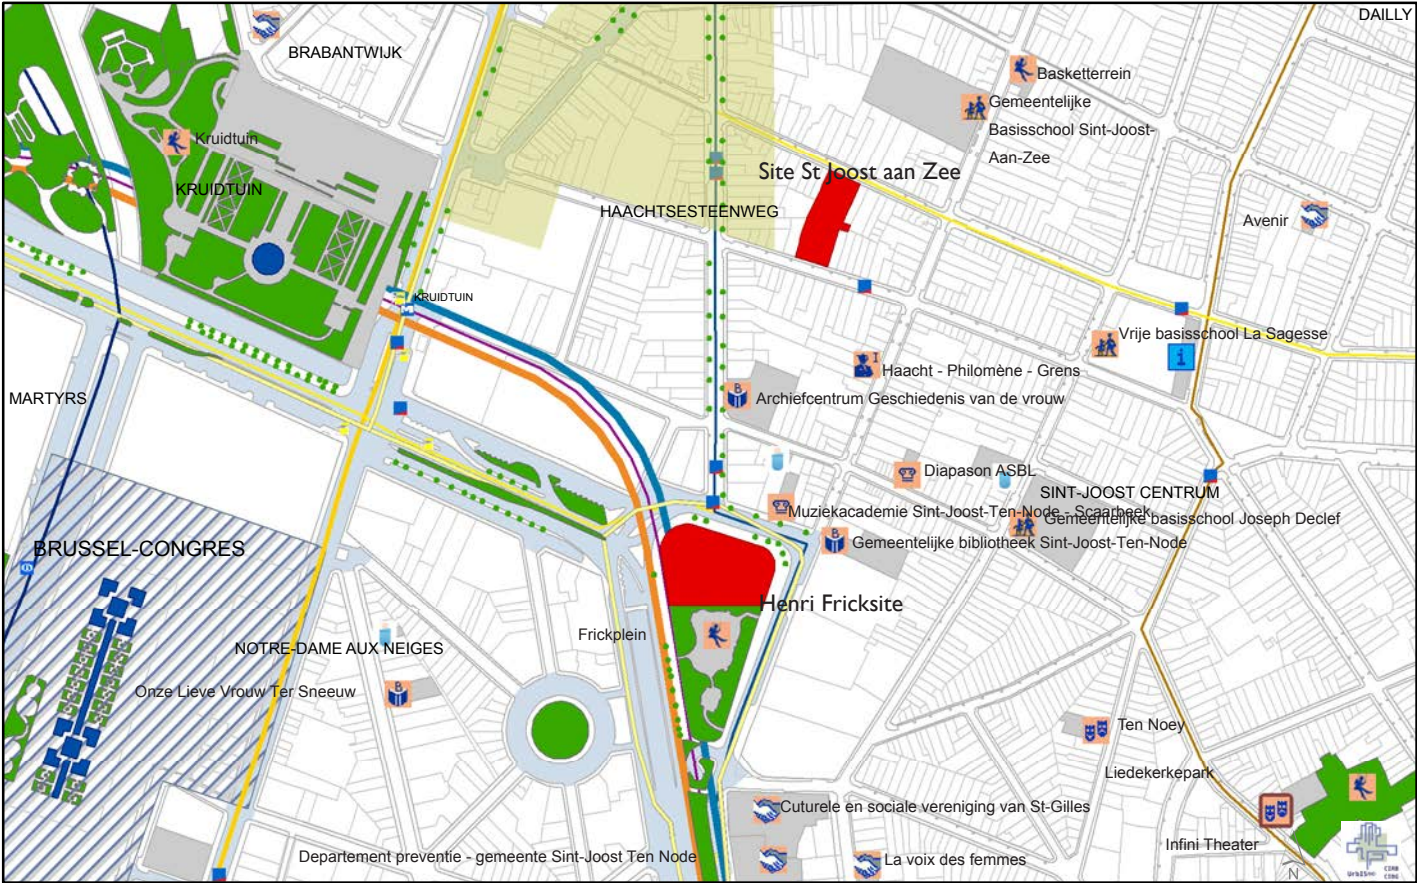 DAILLY
BRABANTWIJK
Basketterrein
Gemeentelijke
Basisschool Sint-Joost-
Aan-Zee
Kruidtuin
Site St Joost aan Zee
KRUIDTUIN
HAACHTSESTEENWEG
Avenir
KRUIDTUIN
M
Vrije basisschool La Sagesse
i
I
Haacht - Philomène - Grens
MARTYRS
B
Archiefcentrum Geschiedenis van de vrouw
Diapason ASBL
SINT-JOOST CENTRUM
Muziekacademie Sint-Joost-Ten-Node - Scaarbeek
Gemeentelijke basisschool Joseph Declef
B
Gemeentelijke bibliotheek Sint-Joost-Ten-Node
BRUSSEL-CONGRES
Henri Fricksite
Frickplein
NOTRE-DAME AUX NEIGES
Onze Lieve Vrouw Ter Sneeuw
B
Ten Noey
Liedekerkepark
Cuturele en sociale vereniging van St-Gilles
Infini Theater
Departement preventie - gemeente Sint-Joost Ten Node
La voix des femmes
N
UrbIS
CIRB
CIBG